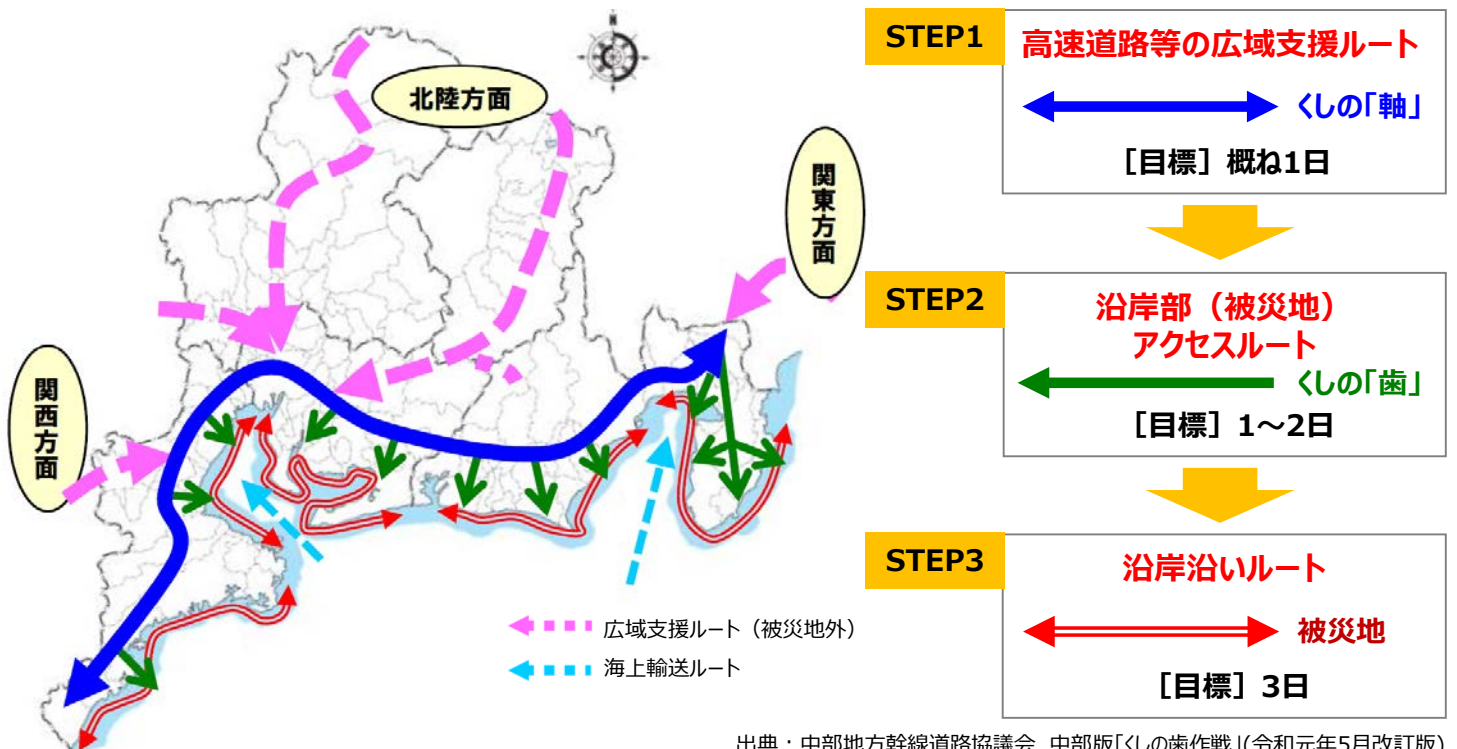 北陸方面
関東方面
関西方面
広域支援ルート（被災地外）
海上輸送ルート
STEP1
高速道路等の広域支援ルート
くしの「軸」
［目標］概ね1日
STEP2
沿岸部（被災地）
アクセスルート
くしの「歯」
［目標］1～2日
STEP3
沿岸沿いルート
被災地
［目標］3日
出典：中部地方幹線道路協議会 中部版「くしの歯作戦」(令和元年5月改訂版)